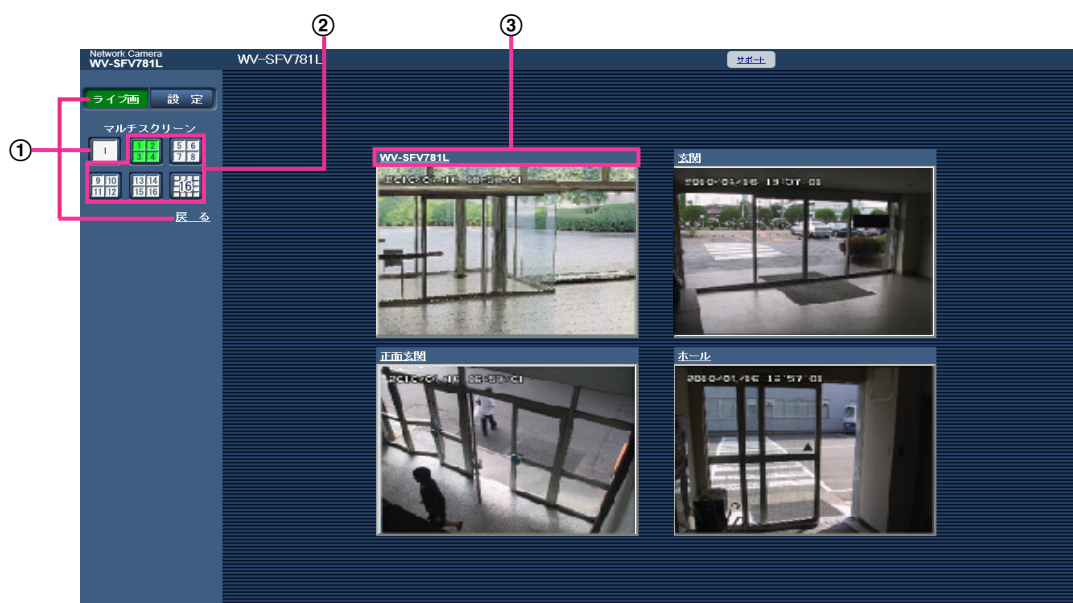 ② ③
Network Camera
WV-SFV781L
WV-SFV781L
サポート
ライブ画 設 定
マルチスクリーン
①
1
1 2
3 4
5 6
7 8
9 10
11 12
13 14
15 16
16
戻 る
WV-SFV781L
玄関
正面玄関
ホール